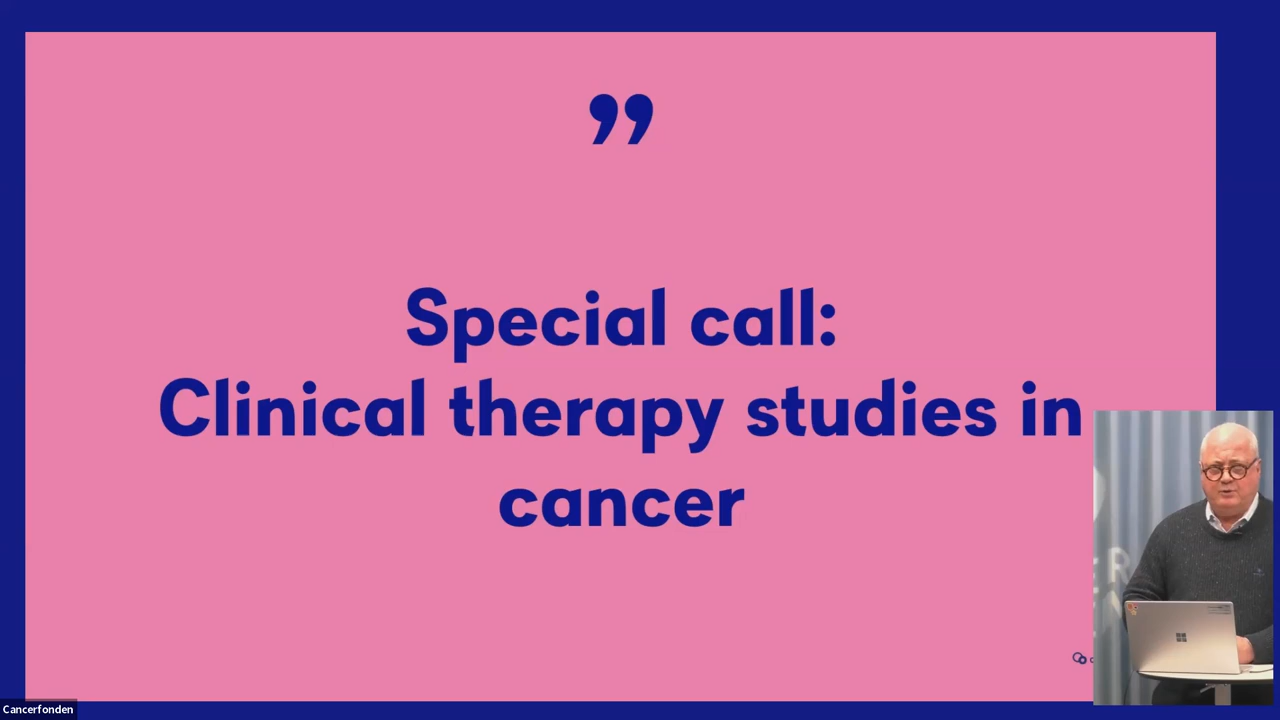 ”
Special call:
Clinical therapy studies in
cancer
Cancerfonden